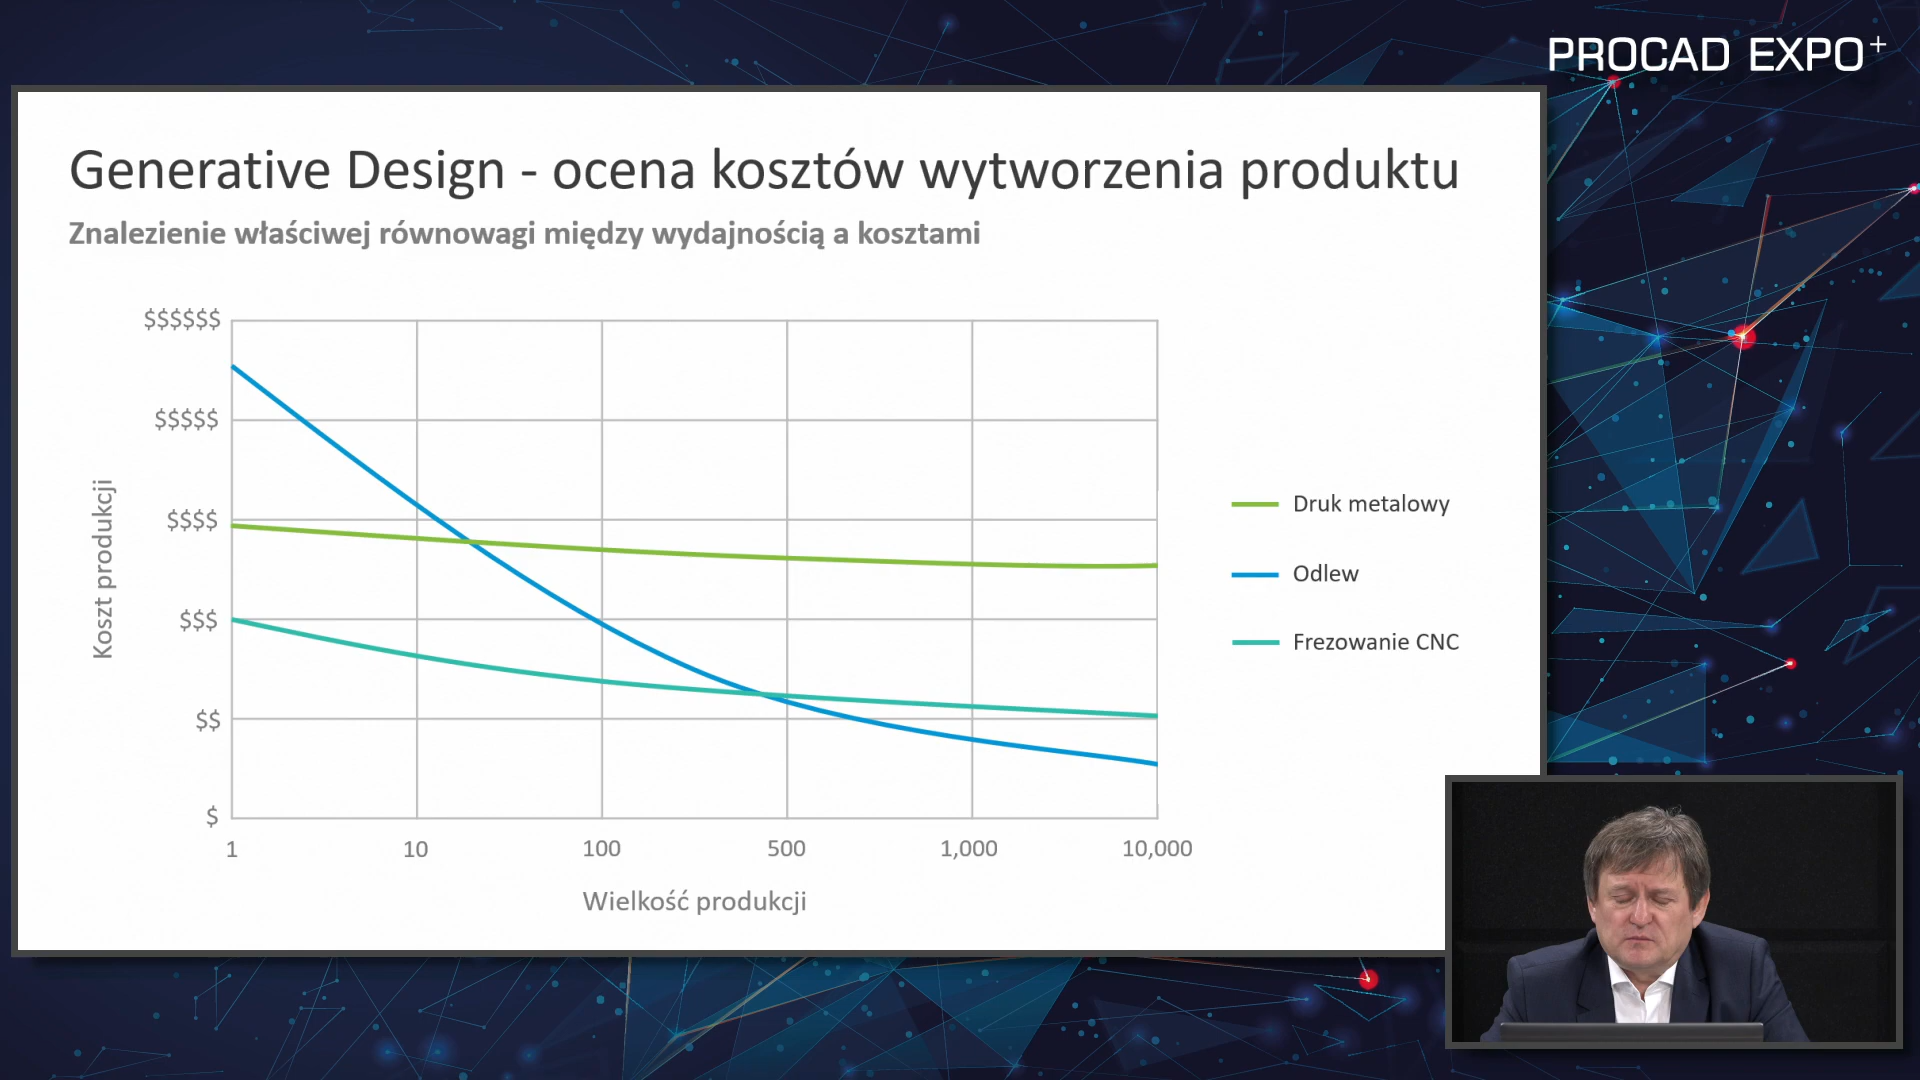 PROCAD EXPO+
Generative Design - ocena kosztów wytworzenia produktu
Znalezienie właściwej równowagi między wydajnością a kosztami
$$$$$$
$$$$$
$$$$
$$$
$$
$
Koszt produkcji
1 10 100 500 1,000 10,000
Wielkość produkcji
Druk metalowy
Odlew
Frezowanie CNC